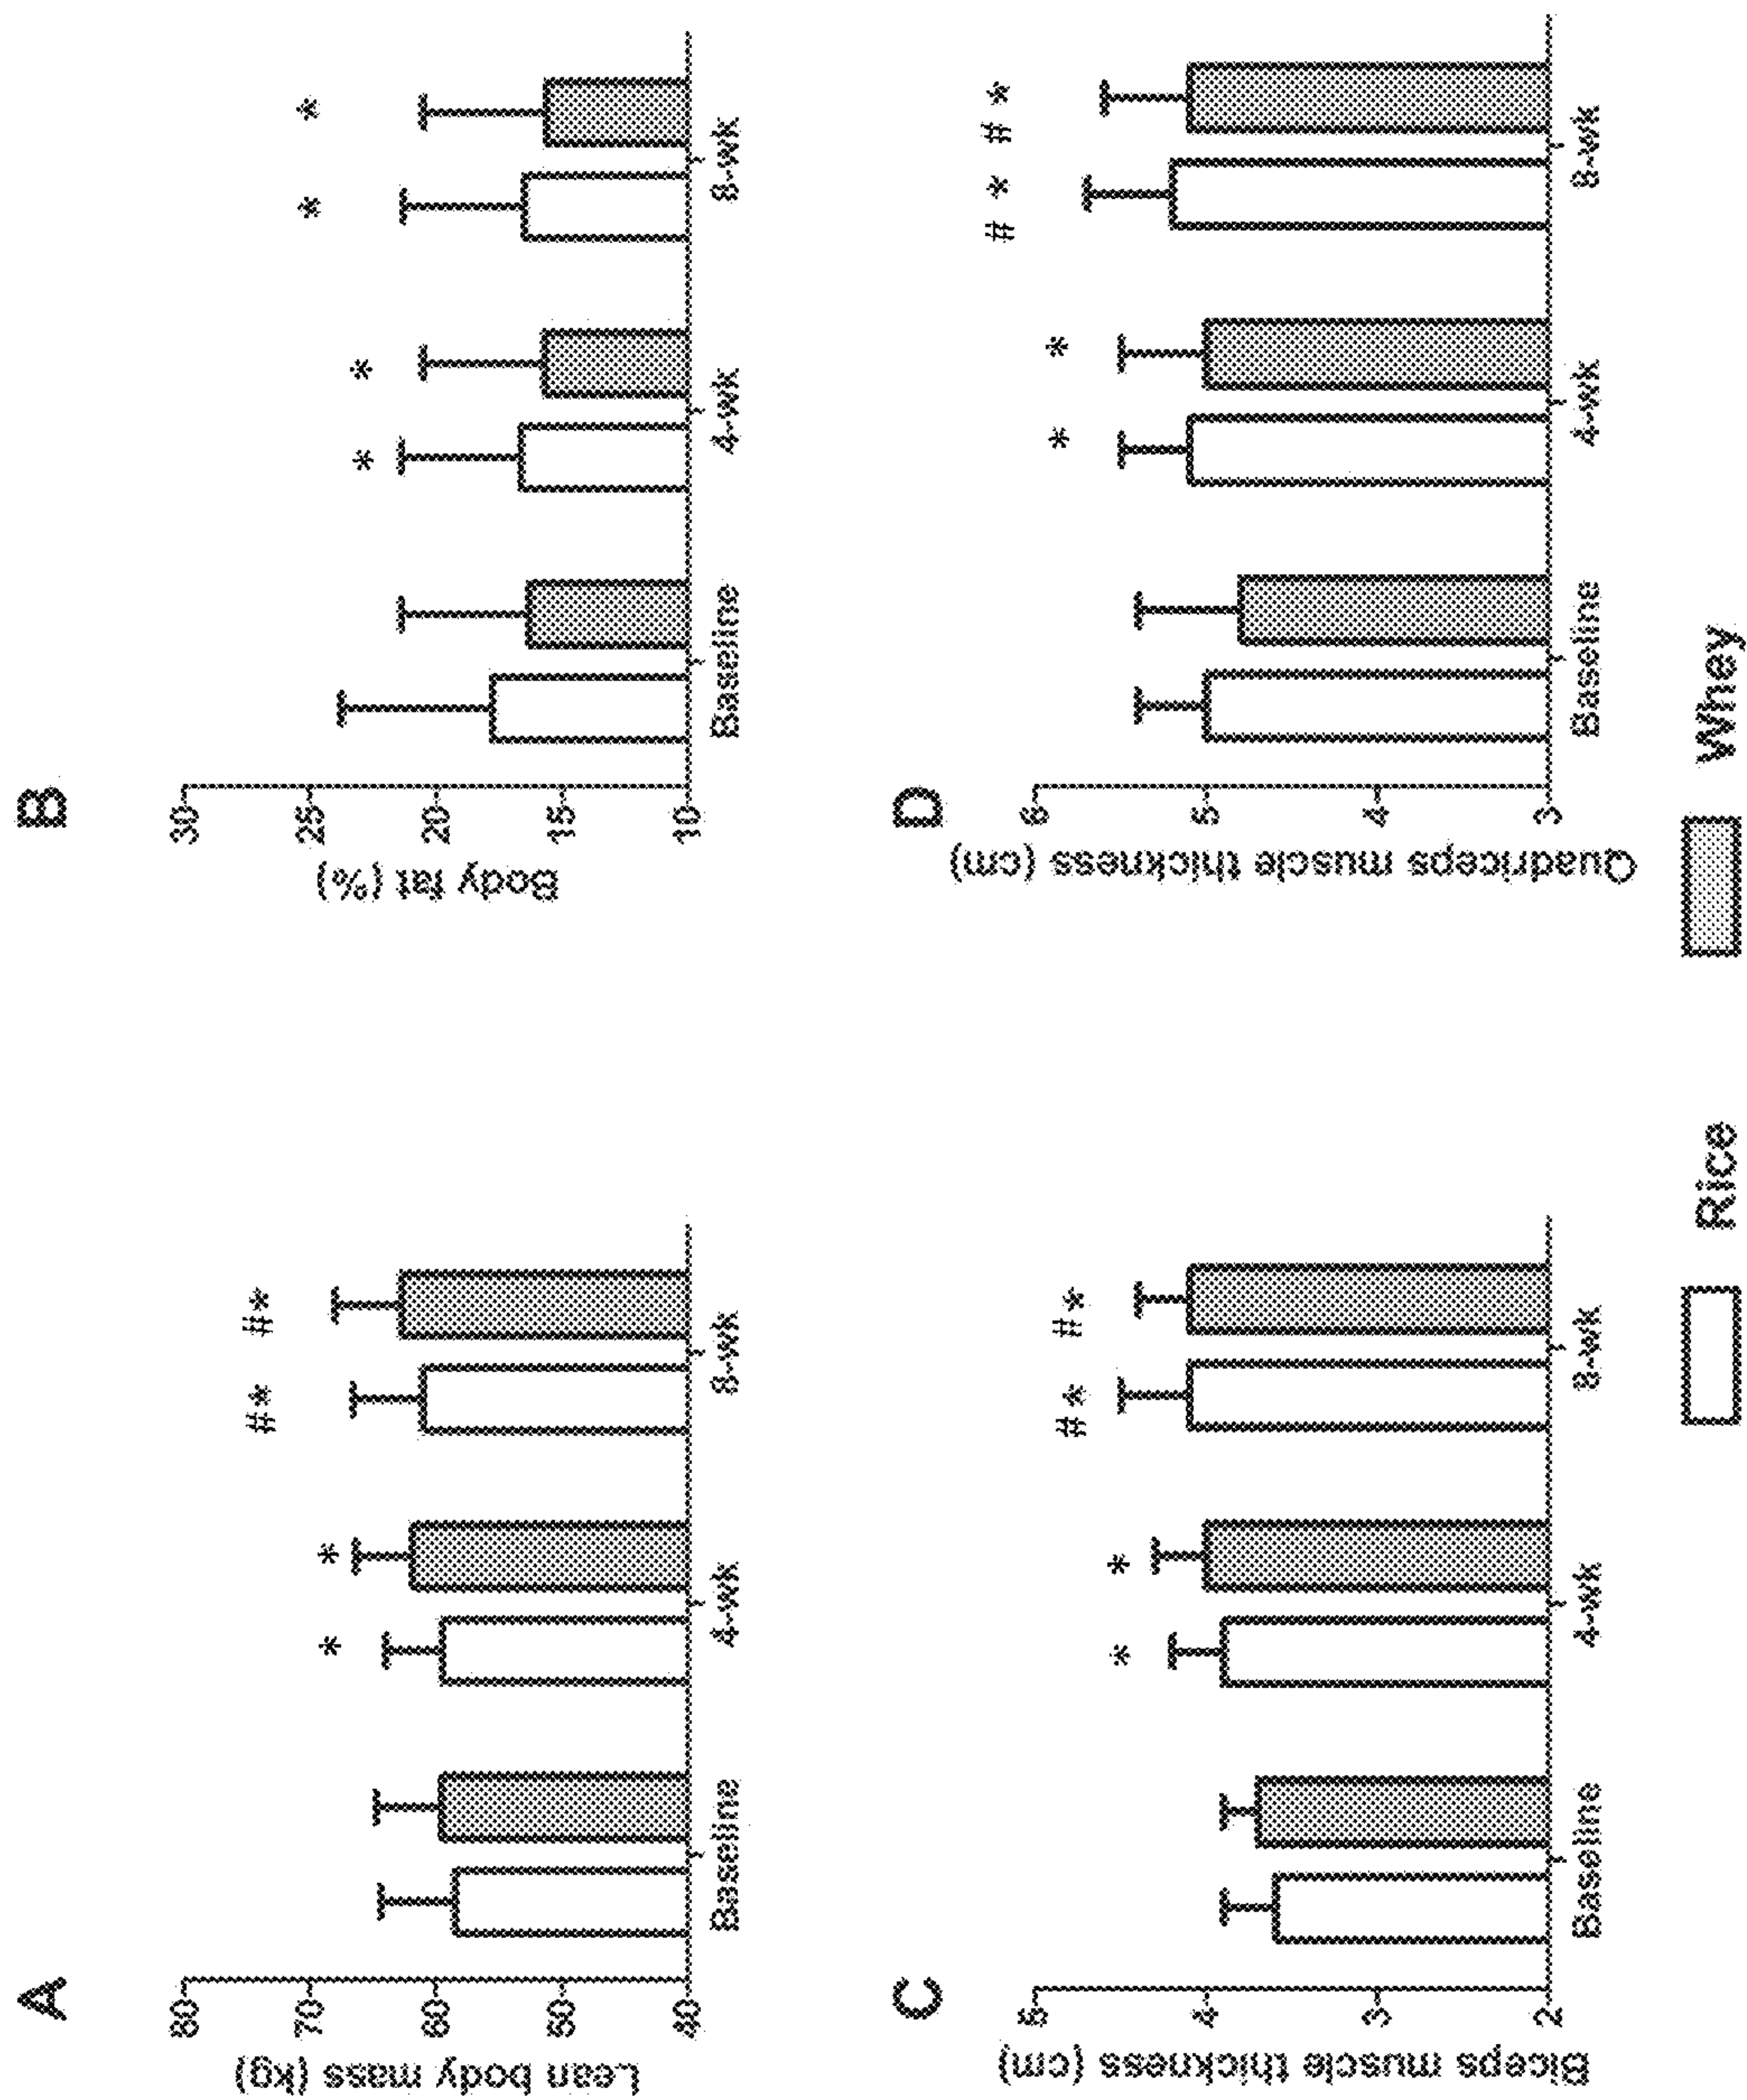 A
Lean body mass (kg)
80
70
60
50
40
* *
#* #*
Baseline 4-wk 8-wk
B
Body fat (%)
30
25
20
15
10
* * * *
Baseline 4-wk 8-wk
C
Biceps muscle thickness (cm)
5
4
3
2
* *
#* #*
Baseline 4-wk 8-wk
D
Quadriceps muscle thickness (cm)
6
5
4
3
* *
# * # *
Baseline 4-wk 8-wk
Rice Whey